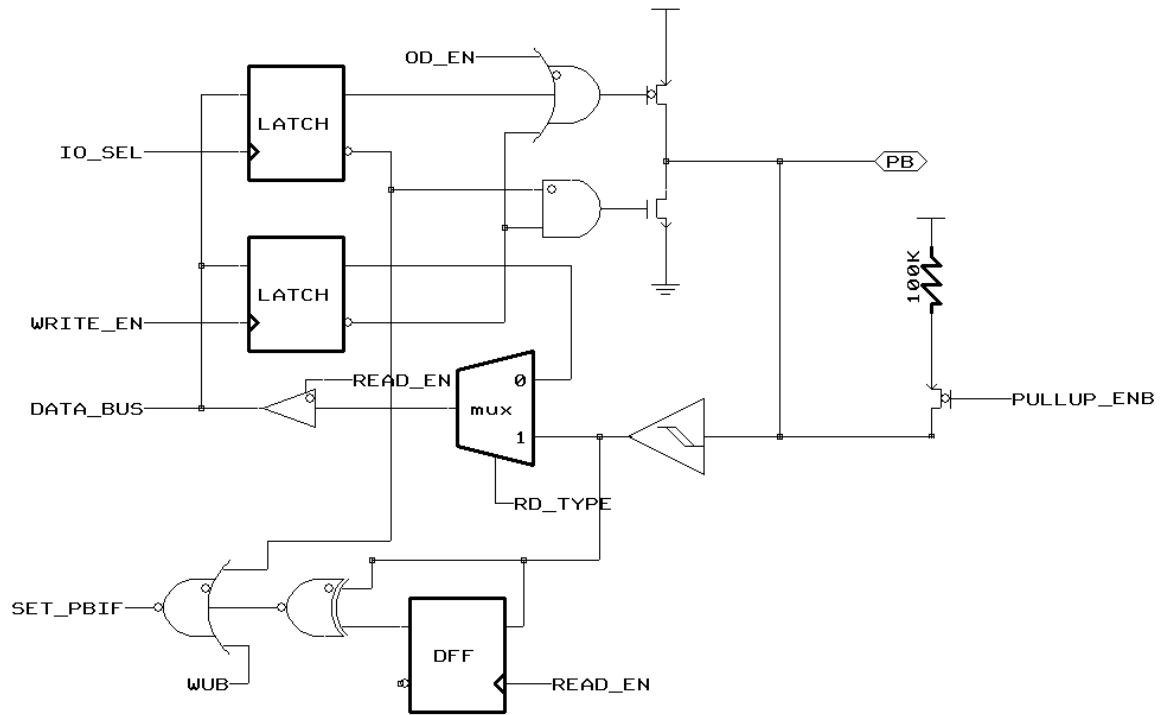 OD_EN
LATCH
IO_SEL
PB
100K
LATCH
WRITE_EN
READ_EN
0
DATA_BUS
mux
PULLUP_ENB
1
RD_TYPE
SET_PBIF
DFF
WUB
READ_EN